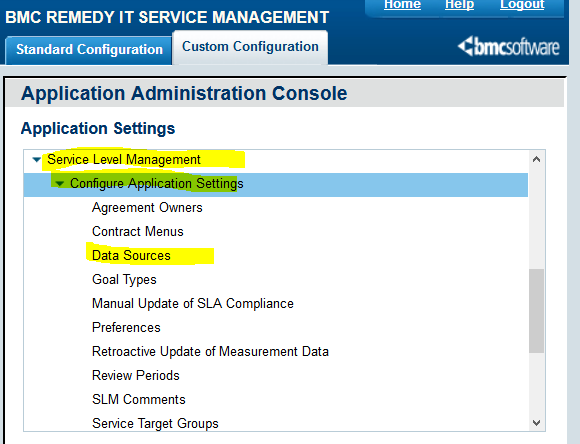 Home Help Logout
BMC REMEDY IT SERVICE MANAGEMENT
Standard Configuration Custom Configuration
bmcsoftware
Application Administration Console
Application Settings
Service Level Management
Configure Application Settings
Agreement Owners
Contract Menus
Data Sources
Goal Types
Manual Update of SLA Compliance
Preferences
Retroactive Update of Measurement Data
Review Periods
SLM Comments
Service Target Groups